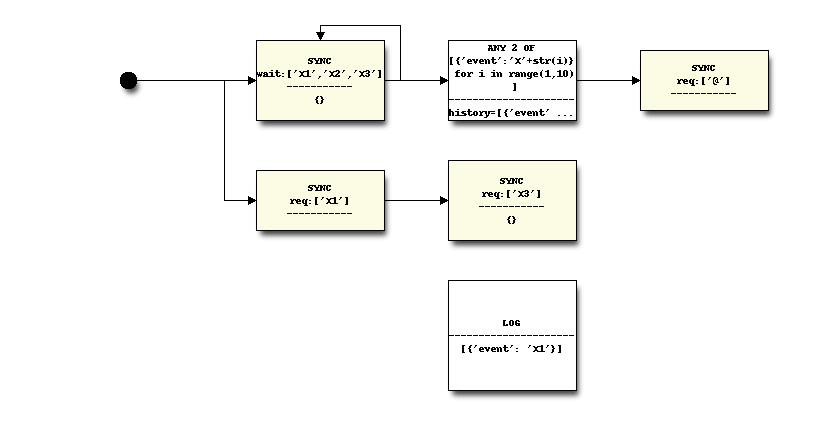 SYNC
wait:['X1','X2','X3']
-----------
{}
ANY 2 OF
[{'event':'X'+str(i)}
for i in range(1,10)
]
---------------------
history=[{'event' ...
SYNC
req:['@']
-----------
SYNC
req:['X1']
-----------
SYNC
req:['X3']
-----------
{}
LOG
---------------------
[{'event': 'X1'}]